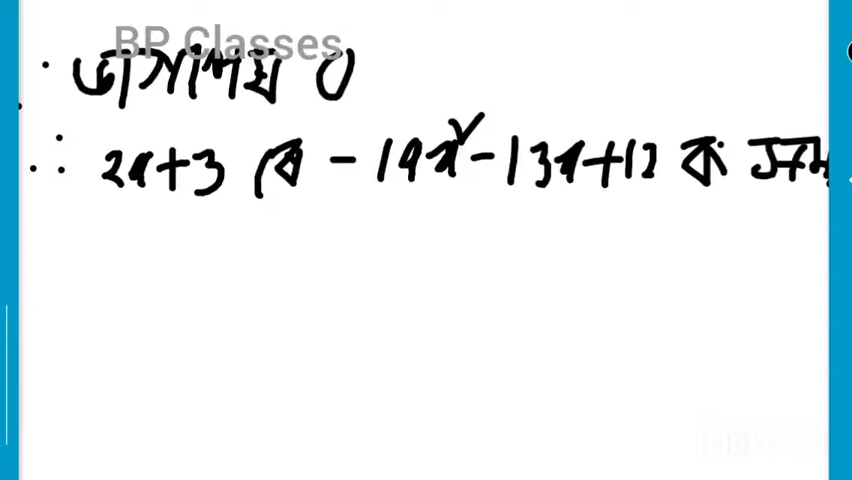 BP Classes
∴ ভাগশেষ 0
∴ 2x+3 কে -14x²-13x+12 কে